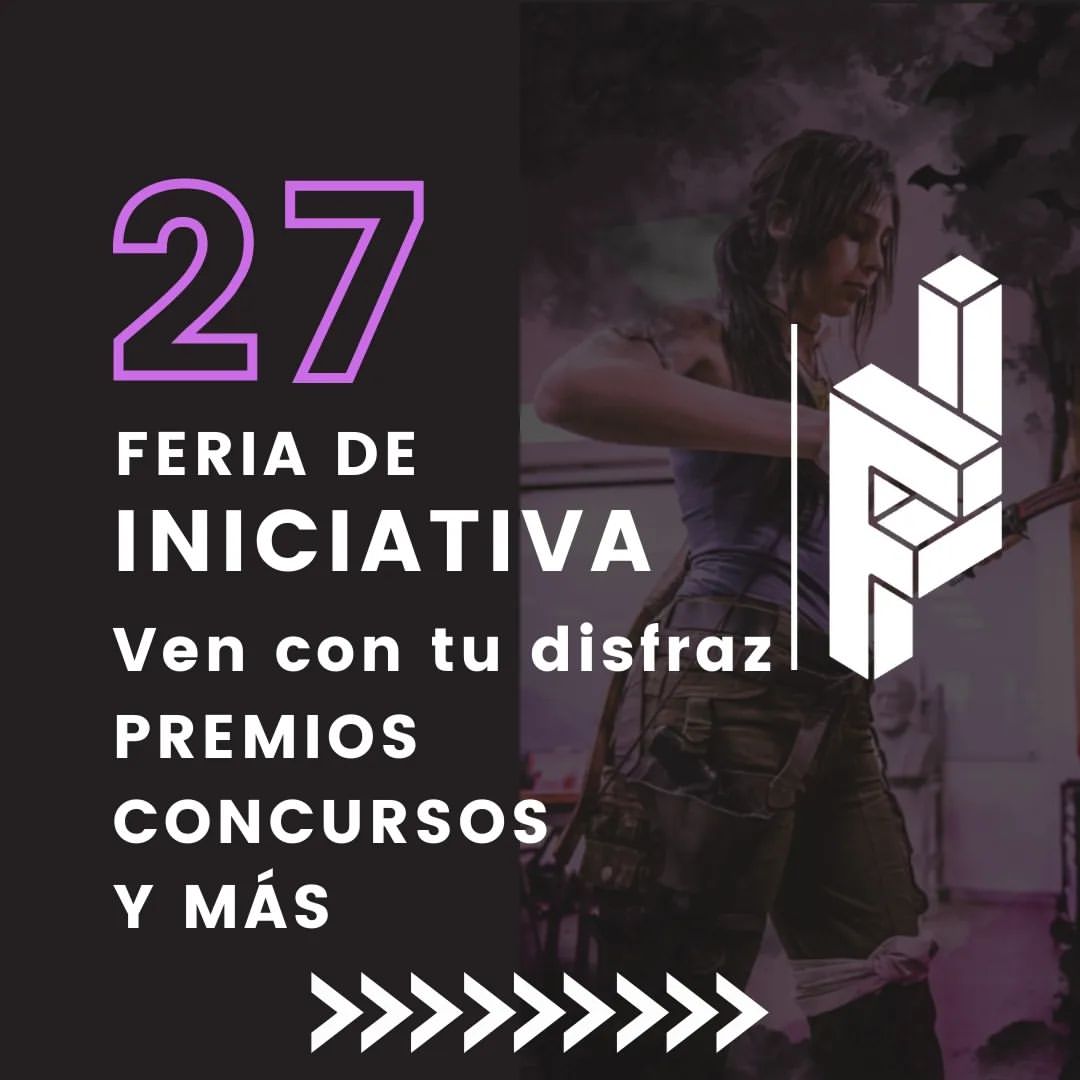 27
FERIA DE
INICIATIVA
Ven con tu disfraz
PREMIOS
CONCURSOS
Y MÁS